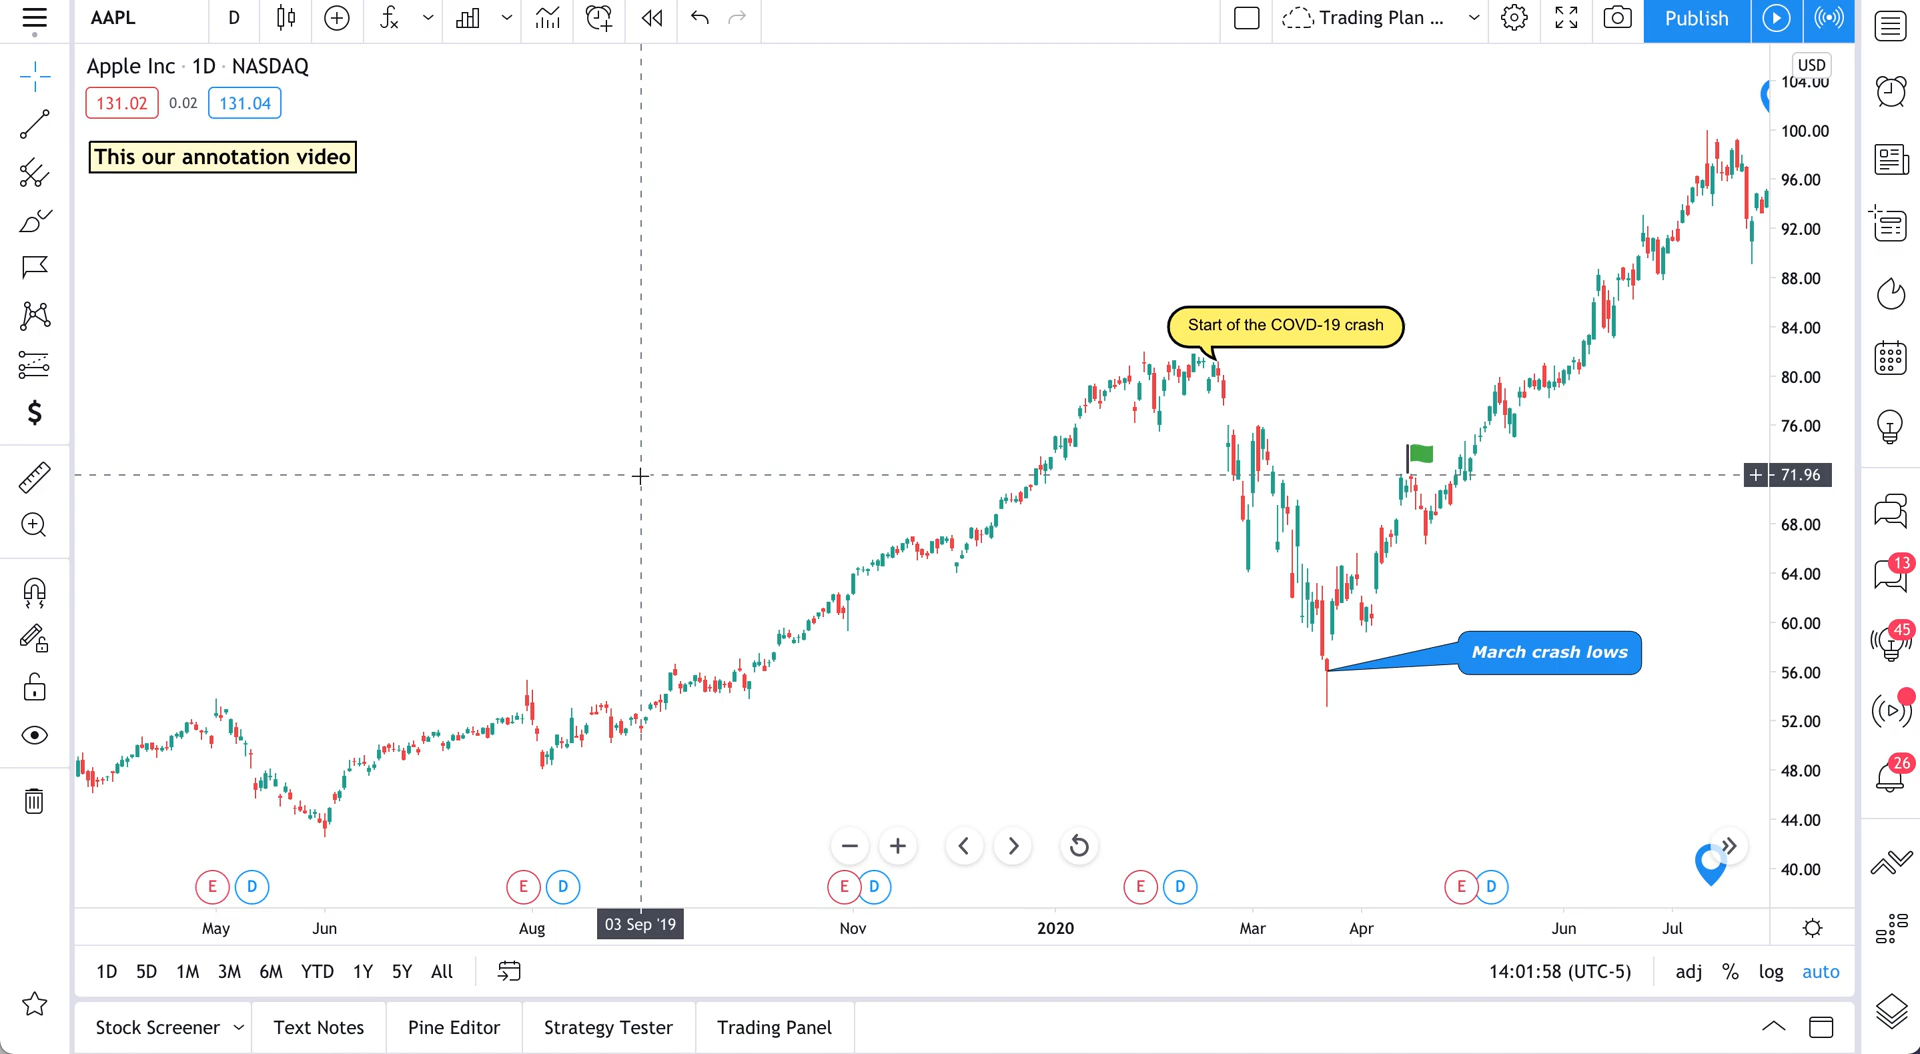 AAPL D Trading Plan ... Publish
Apple Inc · 1D · NASDAQ
131.02 0.02 131.04
This our annotation video
USD
104.00
100.00
96.00
92.00
88.00
84.00
Start of the COVD-19 crash
80.00
76.00
71.96
68.00
64.00
60.00
March crash lows
56.00
52.00
48.00
44.00
40.00
13
45
26
E D E D E D E D E D
May Jun Aug 03 Sep '19 Nov 2020 Mar Apr Jun Jul
1D 5D 1M 3M 6M YTD 1Y 5Y All 14:01:58 (UTC-5) adj % log auto
Stock Screener Text Notes Pine Editor Strategy Tester Trading Panel